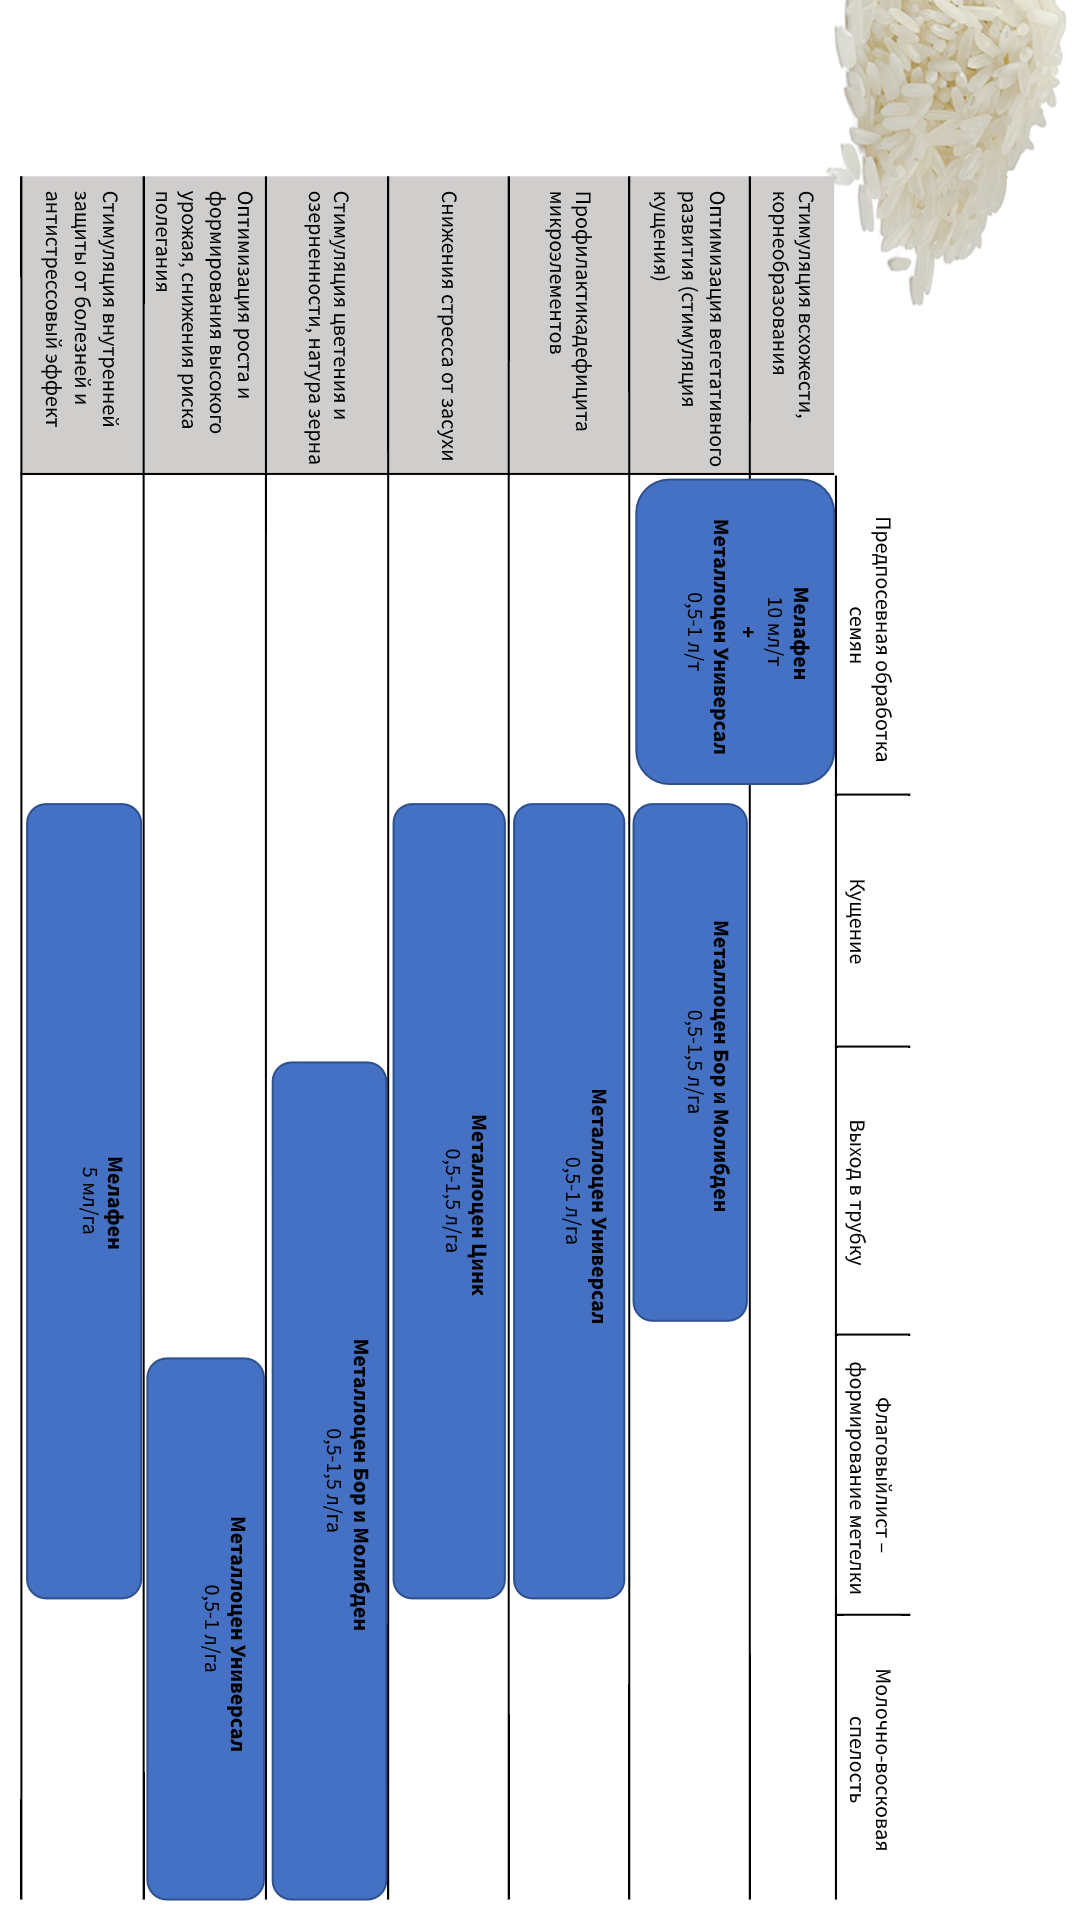 Предпосевная обработка
семян
Кущение
Выход в трубку
Флаговыйлист –
формирование метелки
Молочно-восковая
спелость
Стимуляция всхожести,
корнеобразования
Мелафен
10 мл/т
+
Металлоцен Универсал
0,5-1 л/т
Оптимизация вегетативного
развития (стимуляция
кущения)
Металлоцен Бор и Молибден
0,5-1,5 л/га
Профилактикадефицита
микроэлементов
Металлоцен Универсал
0,5-1 л/га
Снижения стресса от засухи
Металлоцен Цинк
0,5-1,5 л/га
Стимуляция цветения и
озерненности, натура зерна
Металлоцен Бор и Молибден
0,5-1,5 л/га
Оптимизация роста и
формирования высокого
урожая, снижения риска
полегания
Металлоцен Универсал
0,5-1 л/га
Стимуляция внутренней
защиты от болезней и
антистрессовый эффект
Мелафен
5 мл/га